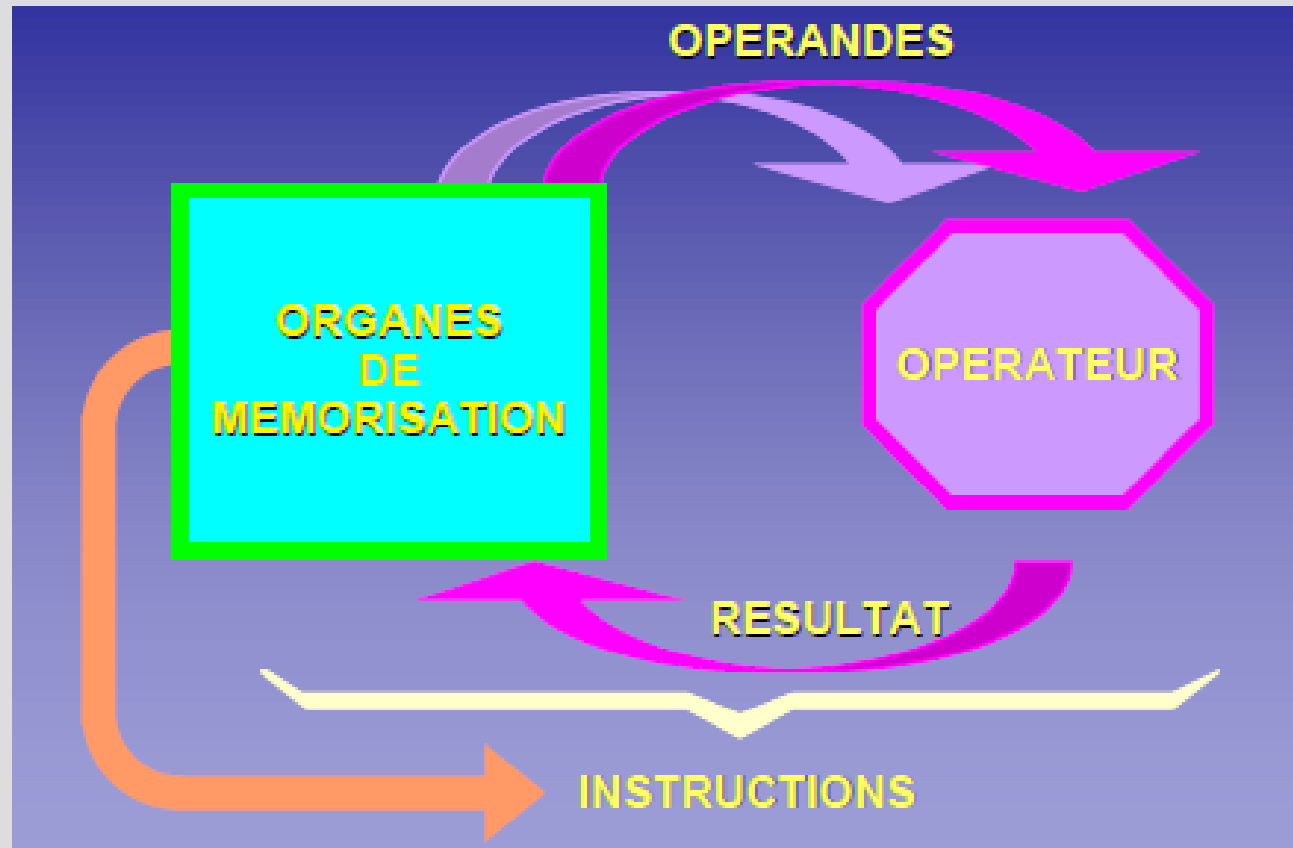 OPERANDES
ORGANES
DE
MEMORISATION
OPERATEUR
RESULTAT
INSTRUCTIONS